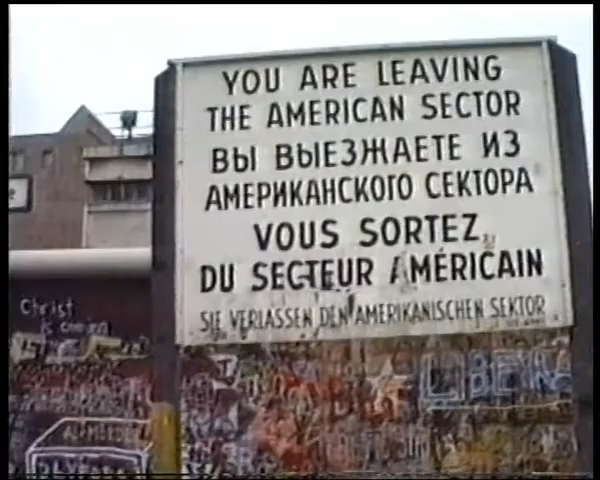 YOU ARE LEAVING
THE AMERICAN SECTOR
ВЫ ВЫЕЗЖАЕТЕ ИЗ
АМЕРИКАНСКОГО СЕКТОРА
VOUS SORTEZ
DU SECTEUR AMÉRICAIN
SIE VERLASSEN DEN AMERIKANISCHEN SEKTOR
Christ
is